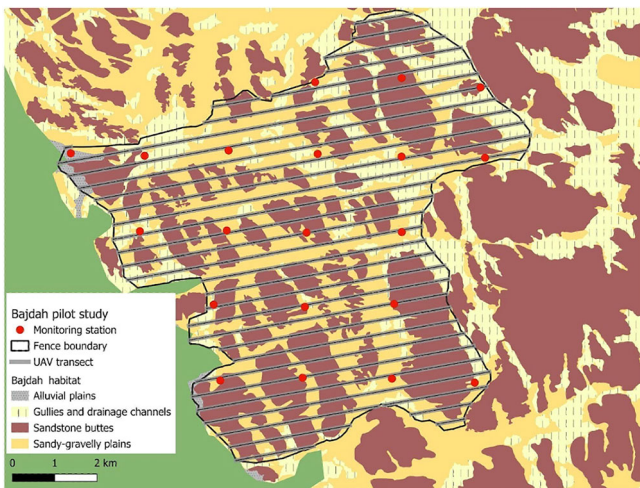 Bajdah pilot study
Monitoring station
Fence boundary
UAV transect
Bajdah habitat
Alluvial plains
Gullies and drainage channels
Sandstone buttes
Sandy-gravelly plains
0 1 2 km